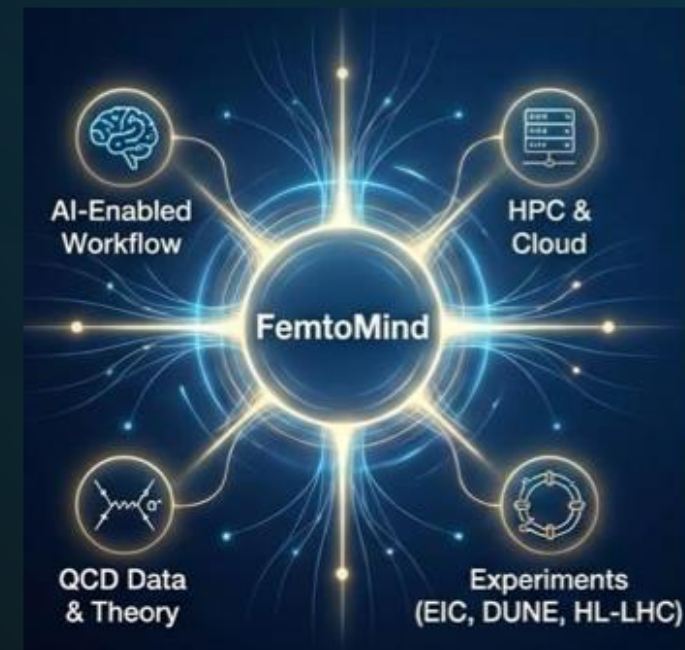 AI-Enabled
Workflow
HPC &
Cloud
FemtoMind
QCD Data
& Theory
Experiments
(EIC, DUNE, HL-LHC)